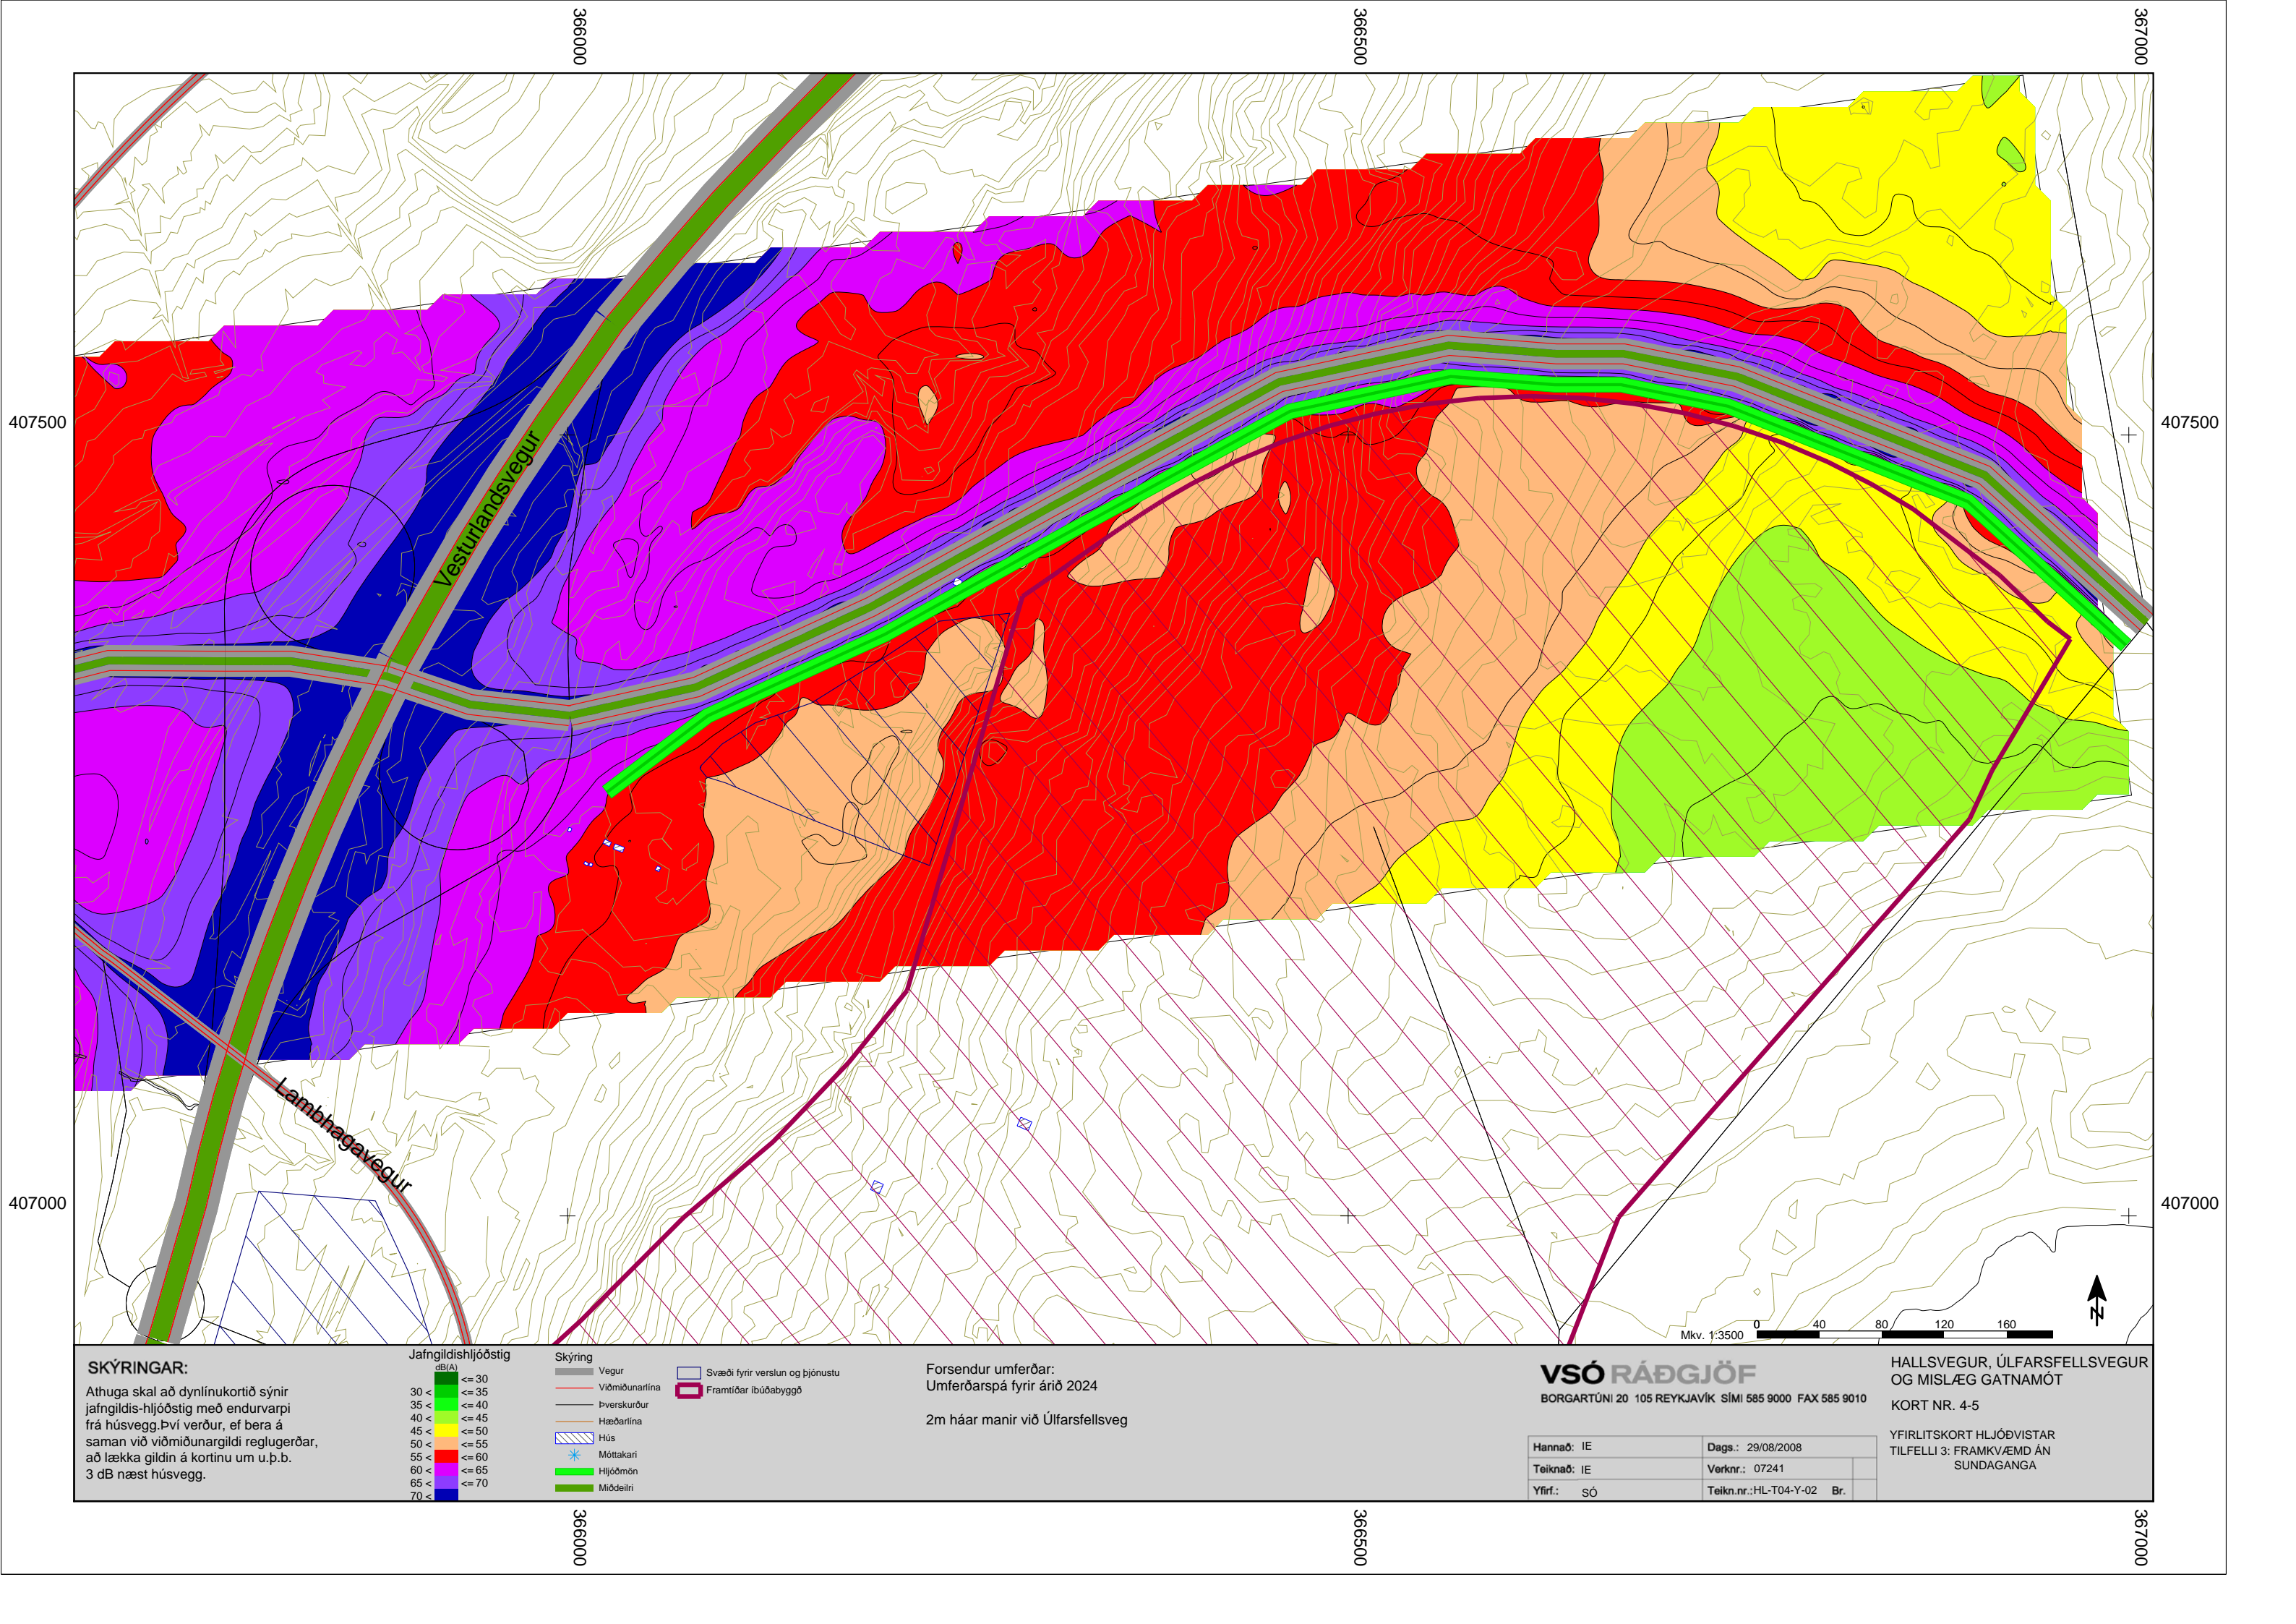 366000
366500
367000
407500
407500
Vesturlandsvegur
Lambhagavegur
407000
407000
N
Mkv. 1:3500
0
40
80
120
160
SKÝRINGAR:
Athuga skal að dynlínukortið sýnir
jafngildis-hljóðstig með endurvarpi
frá húsvegg.Því verður, ef bera á
saman við viðmiðunargildi reglugerðar,
að lækka gildin á kortinu um u.þ.b.
3 dB næst húsvegg.
Jafngildishljóðstig
dB(A)
<= 30
30 < <= 35
35 < <= 40
40 < <= 45
45 < <= 50
50 < <= 55
55 < <= 60
60 < <= 65
65 < <= 70
70 <
Skýring
Vegur
Viðmiðunarlína
Þverskurður
Hæðarlína
Hús
Móttakari
Hljóðmön
Miðdeilri
Svæði fyrir verslun og þjónustu
Framtíðar íbúðabyggð
Forsendur umferðar:
Umferðarspá fyrir árið 2024
2m háar manir við Úlfarsfellsveg
VSÓ RÁÐGJÖF
BORGARTÚNI 20 105 REYKJAVÍK SÍMI 585 9000 FAX 585 9010
Hannað: IE
Dags.: 29/08/2008
Teiknað: IE
Verknr.: 07241
Yfirf.: SÓ
Teikn.nr.: HL-T04-Y-02 Br.
HALLSVEGUR, ÚLFARSFELLSVEGUR
OG MISLÆG GATNAMÓT
KORT NR. 4-5
YFIRLITSKORT HLJÓÐVISTAR
TILFELLI 3: FRAMKVÆMD ÁN
SUNDAGANGA
366000
366500
367000